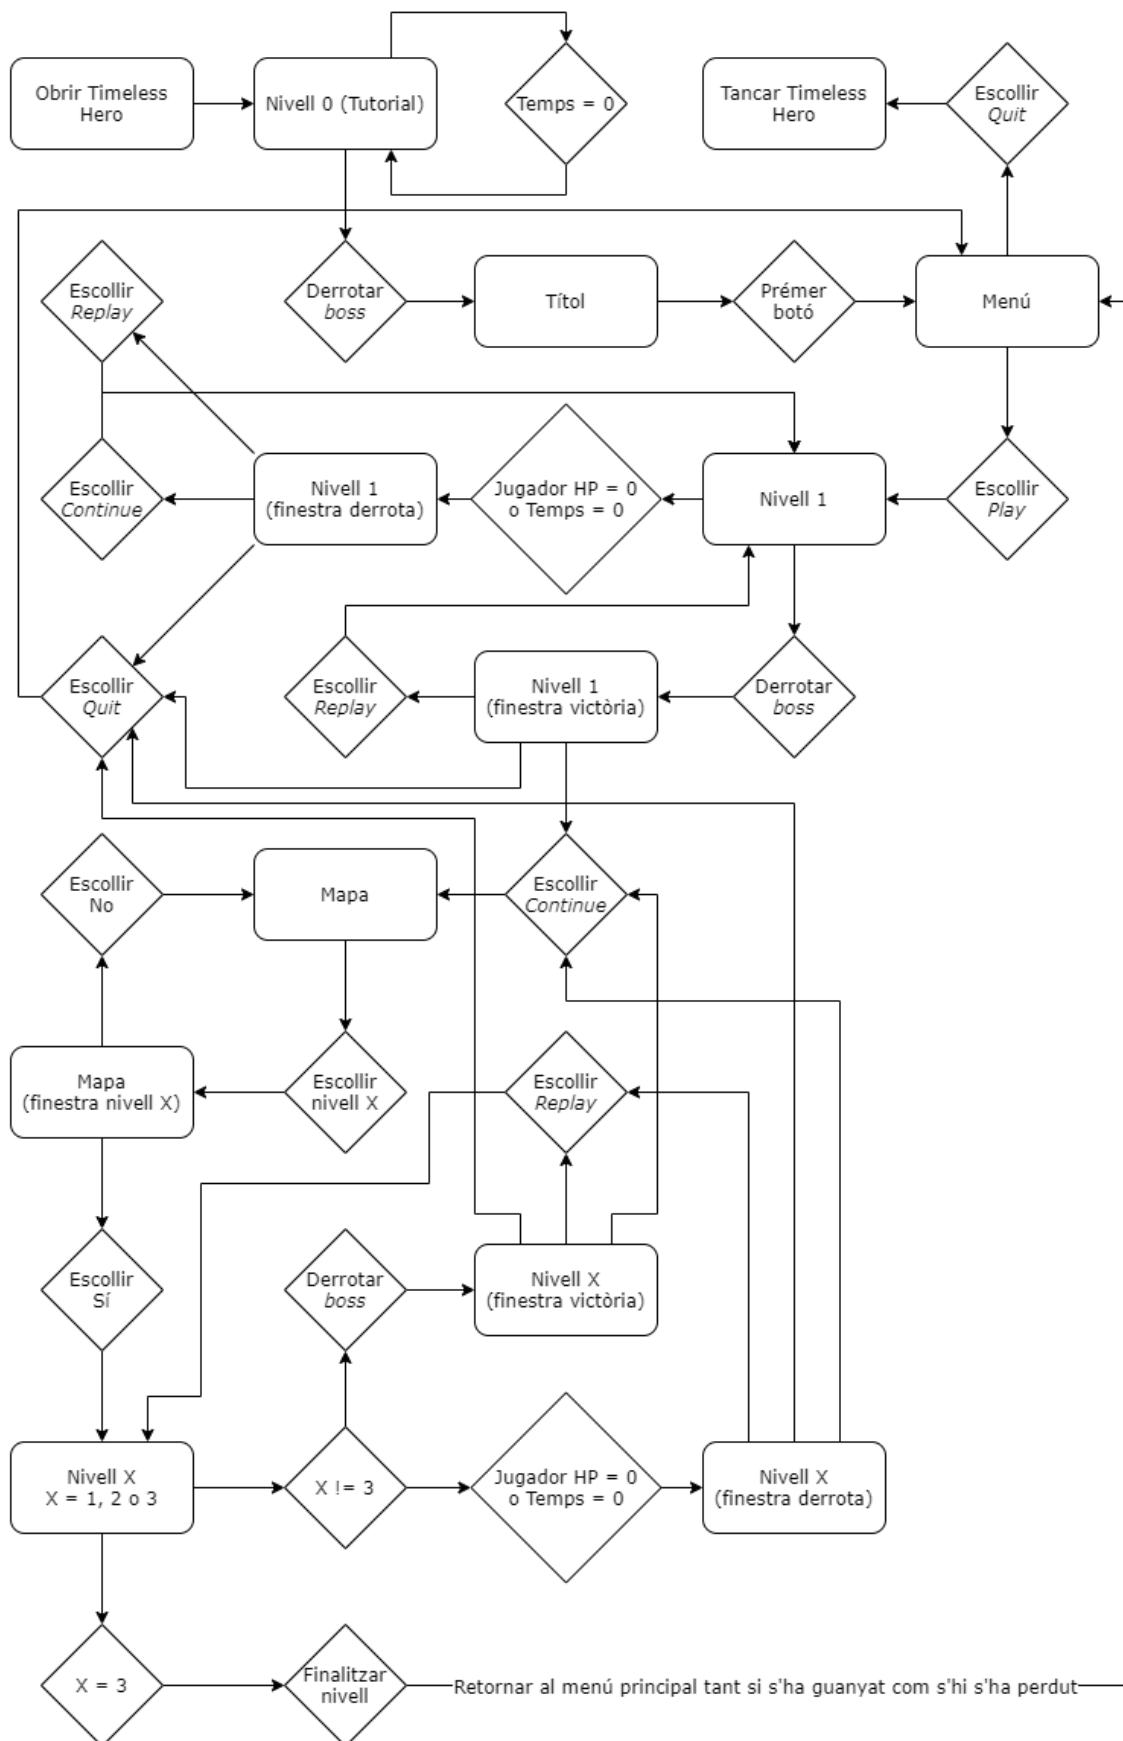 Obrir Timeless
Hero
Nivell 0 (Tutorial)
Temps = 0
Tancar Timeless
Hero
Escollir
Quit
Escollir
Replay
Derrotar
boss
Títol
Prémer
botó
Menú
Escollir
Continue
Nivell 1
(finestra derrota)
Jugador HP = 0
o Temps = 0
Nivell 1
Escollir
Play
Escollir
Quit
Escollir
Replay
Nivell 1
(finestra victòria)
Derrotar
boss
Escollir
No
Mapa
Escollir
Continue
Mapa
(finestra nivell X)
Escollir
nivell X
Escollir
Replay
Escollir
Sí
Derrotar
boss
Nivell X
(finestra victòria)
Nivell X
X = 1, 2 o 3
X != 3
Jugador HP = 0
o Temps = 0
Nivell X
(finestra derrota)
X = 3
Finalitzar
nivell
Retornar al menú principal tant si s'ha guanyat com s'hi s'ha perdut